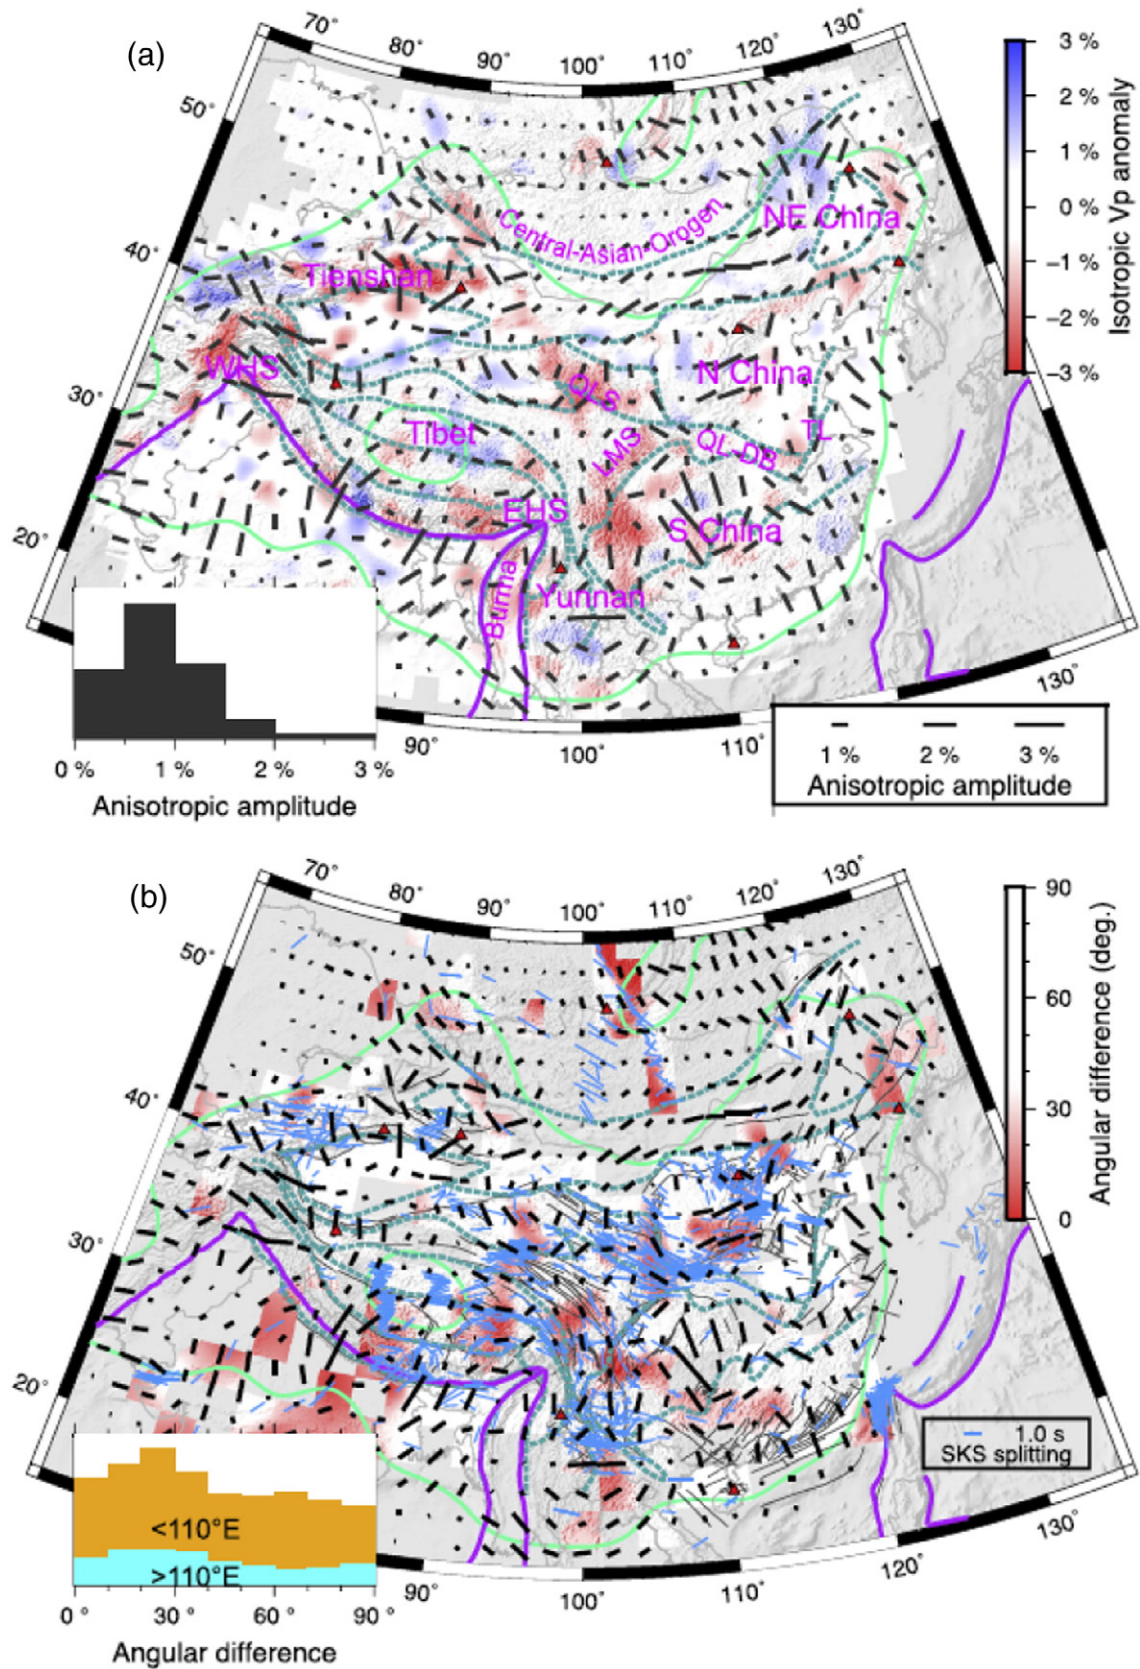 (a)
70° 80° 90° 100° 110° 120° 130°
50°
40°
30°
20°
90° 100° 110° 130°
3 %
2 %
1 %
0 %
−1 %
−2 %
−3 %
Isotropic Vp anomaly
Central-Asian-Orogen
NE China
Tienshan
WHS
QLS
N China
Tibet
LMS
QL-DB
TL
EHS
S China
Burma
Yunnan
0 % 1 % 2 % 3 %
Anisotropic amplitude
1 % 2 % 3 %
Anisotropic amplitude
(b)
70° 80° 90° 100° 110° 120° 130°
50°
40°
30°
20°
90° 100° 110° 120° 130°
90
60
30
0
Angular difference (deg.)
1.0 s
SKS splitting
<110°E
>110°E
0 ° 30 ° 60 ° 90 °
Angular difference